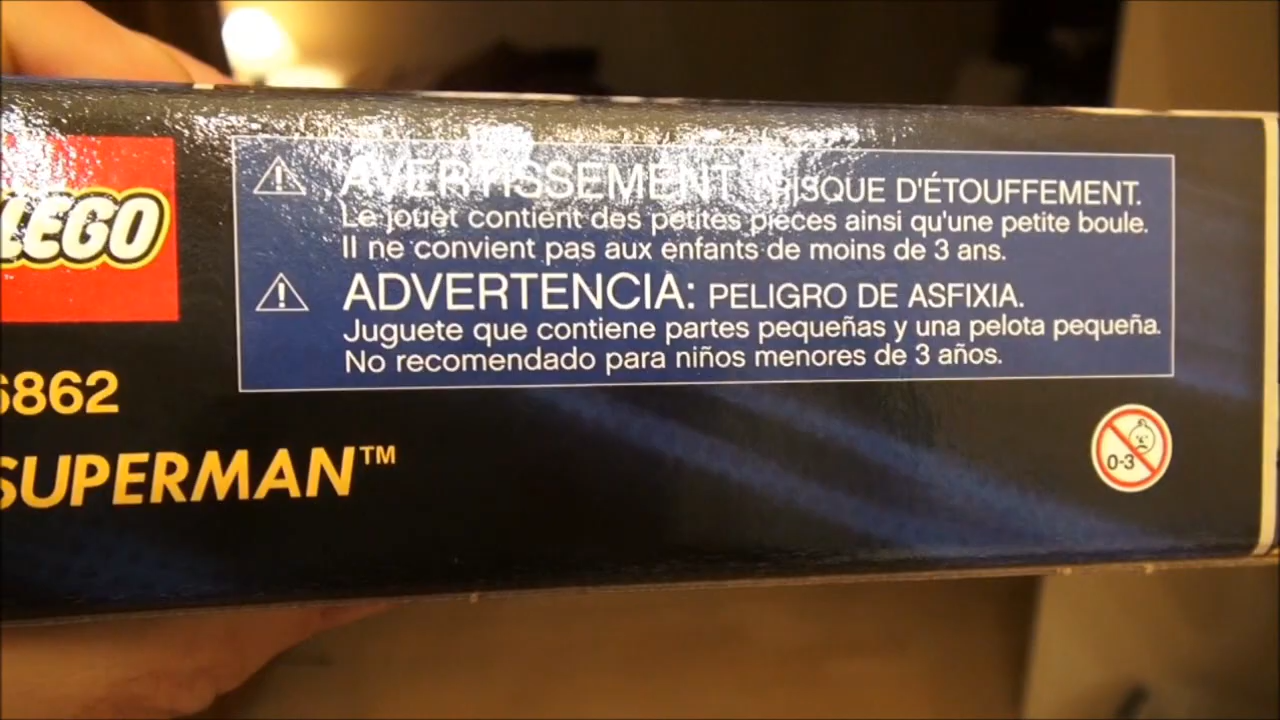 LEGO
AVERTISSEMENT : RISQUE D'ÉTOUFFEMENT.
Le jouet contient des petites pièces ainsi qu'une petite boule.
Il ne convient pas aux enfants de moins de 3 ans.
ADVERTENCIA: PELIGRO DE ASFIXIA.
Juguete que contiene partes pequeñas y una pelota pequeña.
No recomendado para niños menores de 3 años.
6862
SUPERMAN™
0-3